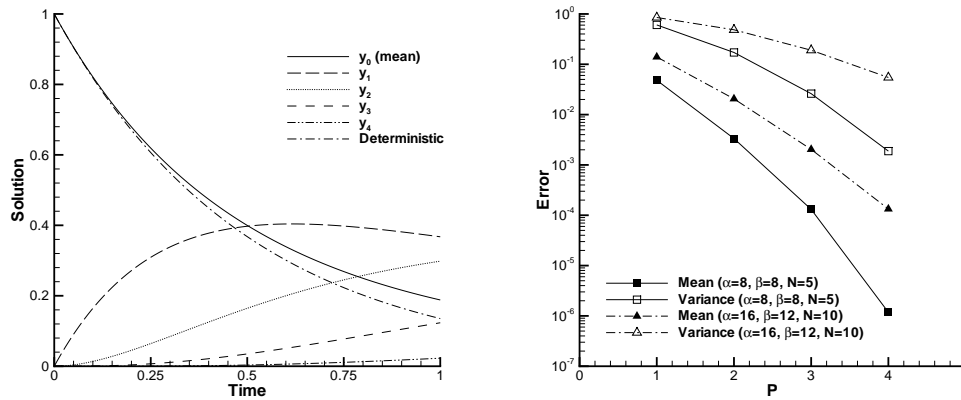 Solution
1
0.8
0.6
0.4
0.2
0
0
0.25
0.5
0.75
1
Time
y₀ (mean)
y₁
y₂
y₃
y₄
Deterministic
Error
10⁰
10⁻¹
10⁻²
10⁻³
10⁻⁴
10⁻⁵
10⁻⁶
10⁻⁷
0
1
2
3
4
P
Mean (α=8, β=8, N=5)
Variance (α=8, β=8, N=5)
Mean (α=16, β=12, N=10)
Variance (α=16, β=12, N=10)